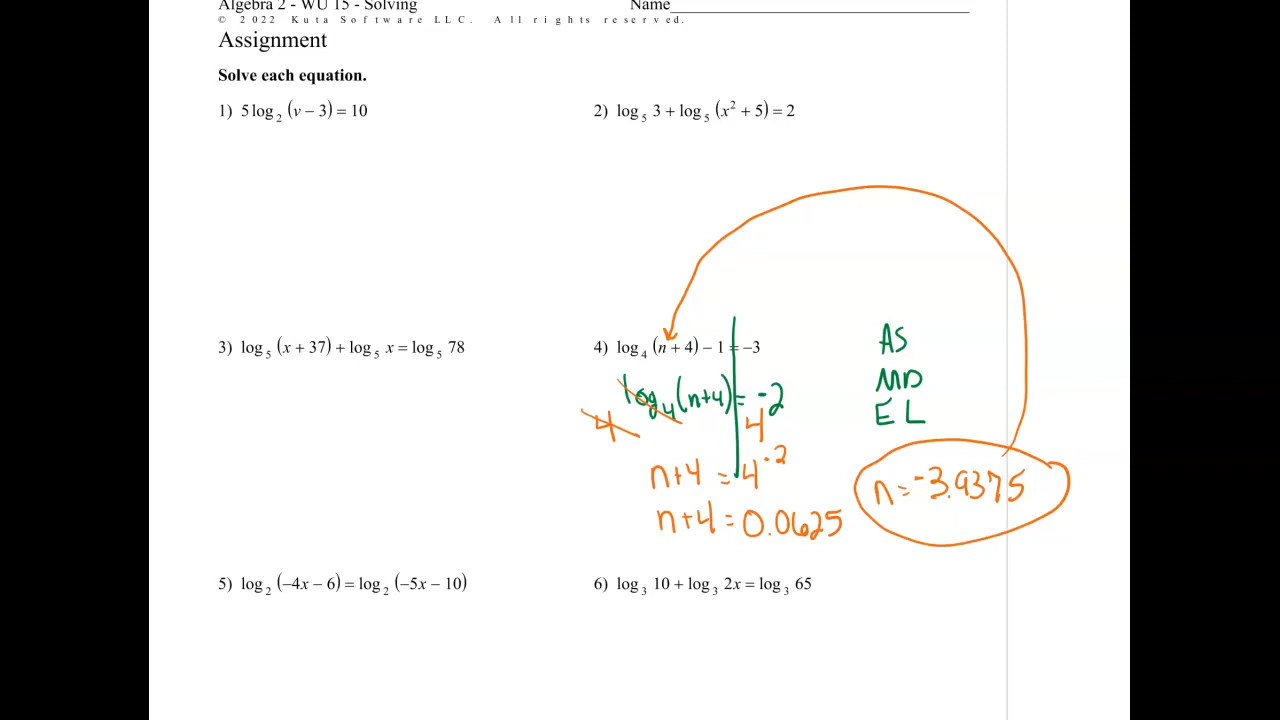 Algebra 2 - WU 15 - Solving Name
© 2022 Kuta Software LLC. All rights reserved.
Assignment
Solve each equation.
1) 5 log₂ (v − 3) = 10
2) log₅ 3 + log₅ (x² + 5) = 2
3) log₅ (x + 37) + log₅ x = log₅ 78
4) log₄ (n + 4) − 1 = −3
log₄(n+4) = -2
4 4
n+4 = 4⁻²
n+4 = 0.0625
AS
MD
EL
n = -3.9375
5) log₂ (−4x − 6) = log₂ (−5x − 10)
6) log₃ 10 + log₃ 2x = log₃ 65